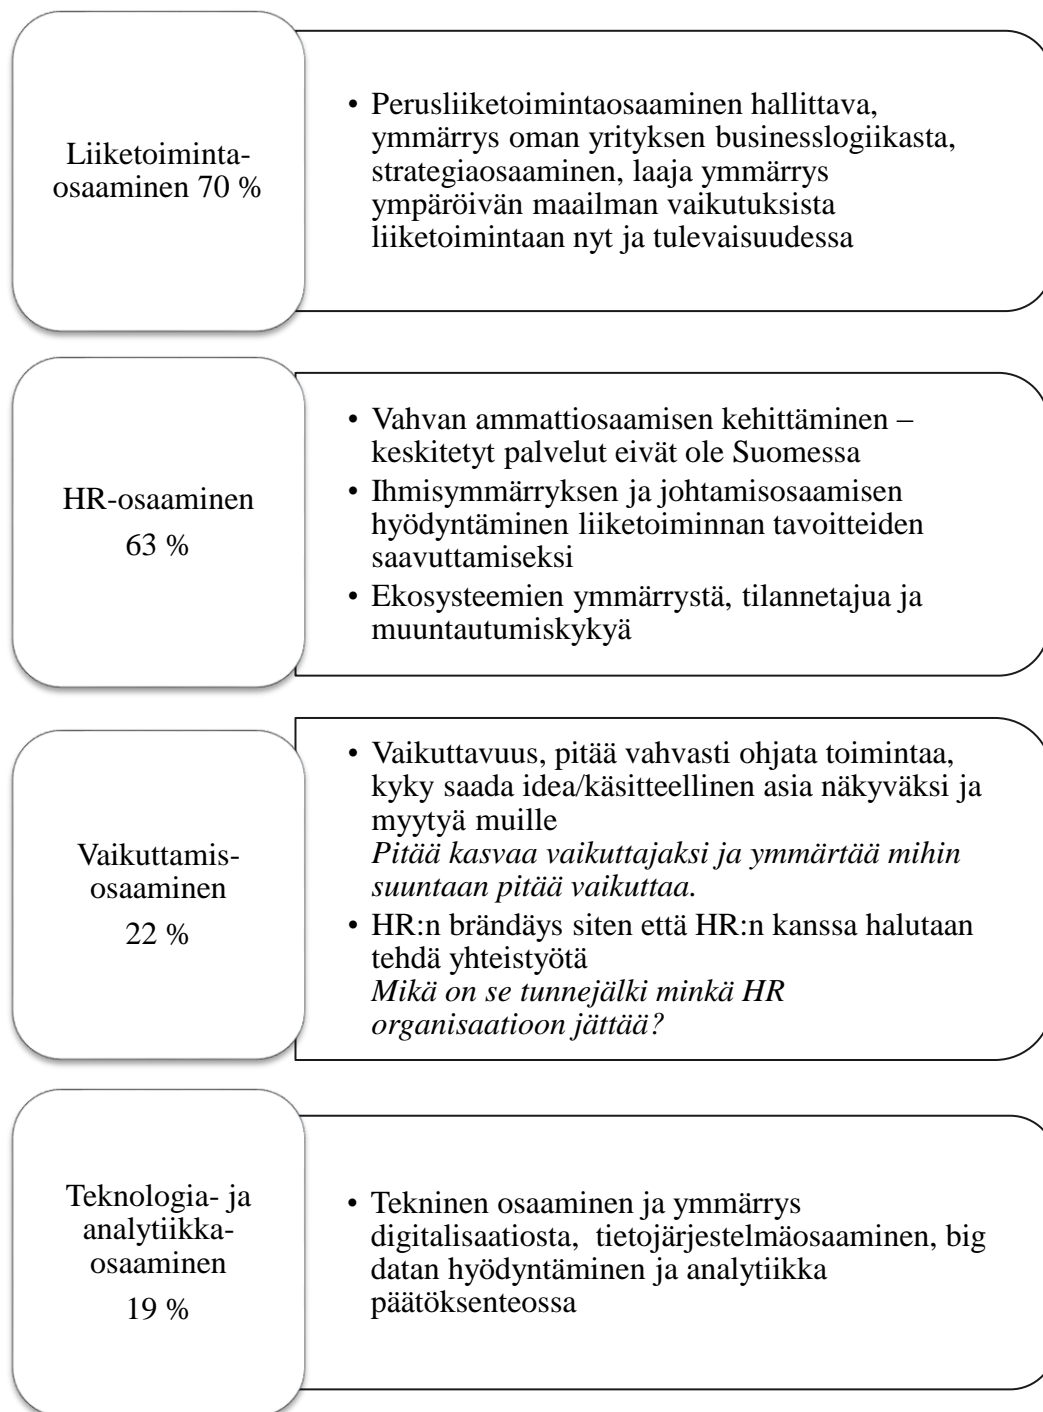 Liiketoiminta-
osaaminen 70 %
• Perusliiketoimintaosaaminen hallittava,
ymmärrys oman yrityksen businesslogiikasta,
strategiaosaaminen, laaja ymmärrys
ympäröivän maailman vaikutuksista
liiketoimintaan nyt ja tulevaisuudessa
HR-osaaminen
63 %
• Vahvan ammattiosaamisen kehittäminen –
keskitetyt palvelut eivät ole Suomessa
• Ihmisymmärryksen ja johtamisosaamisen
hyödyntäminen liiketoiminnan tavoitteiden
saavuttamiseksi
• Ekosysteemien ymmärrystä, tilannetajua ja
muuntautumiskykyä
Vaikuttamis-
osaaminen
22 %
• Vaikuttavuus, pitää vahvasti ohjata toimintaa,
kyky saada idea/käsitteellinen asia näkyväksi ja
myytyä muille
Pitää kasvaa vaikuttajaksi ja ymmärtää mihin
suuntaan pitää vaikuttaa.
• HR:n brändäys siten että HR:n kanssa halutaan
tehdä yhteistyötä
Mikä on se tunnejälki minkä HR
organisaatioon jättää?
Teknologia- ja
analytiikka-
osaaminen
19 %
• Tekninen osaaminen ja ymmärrys
digitalisaatiosta,  tietojärjestelmäosaaminen, big
datan hyödyntäminen ja analytiikka
päätöksenteossa